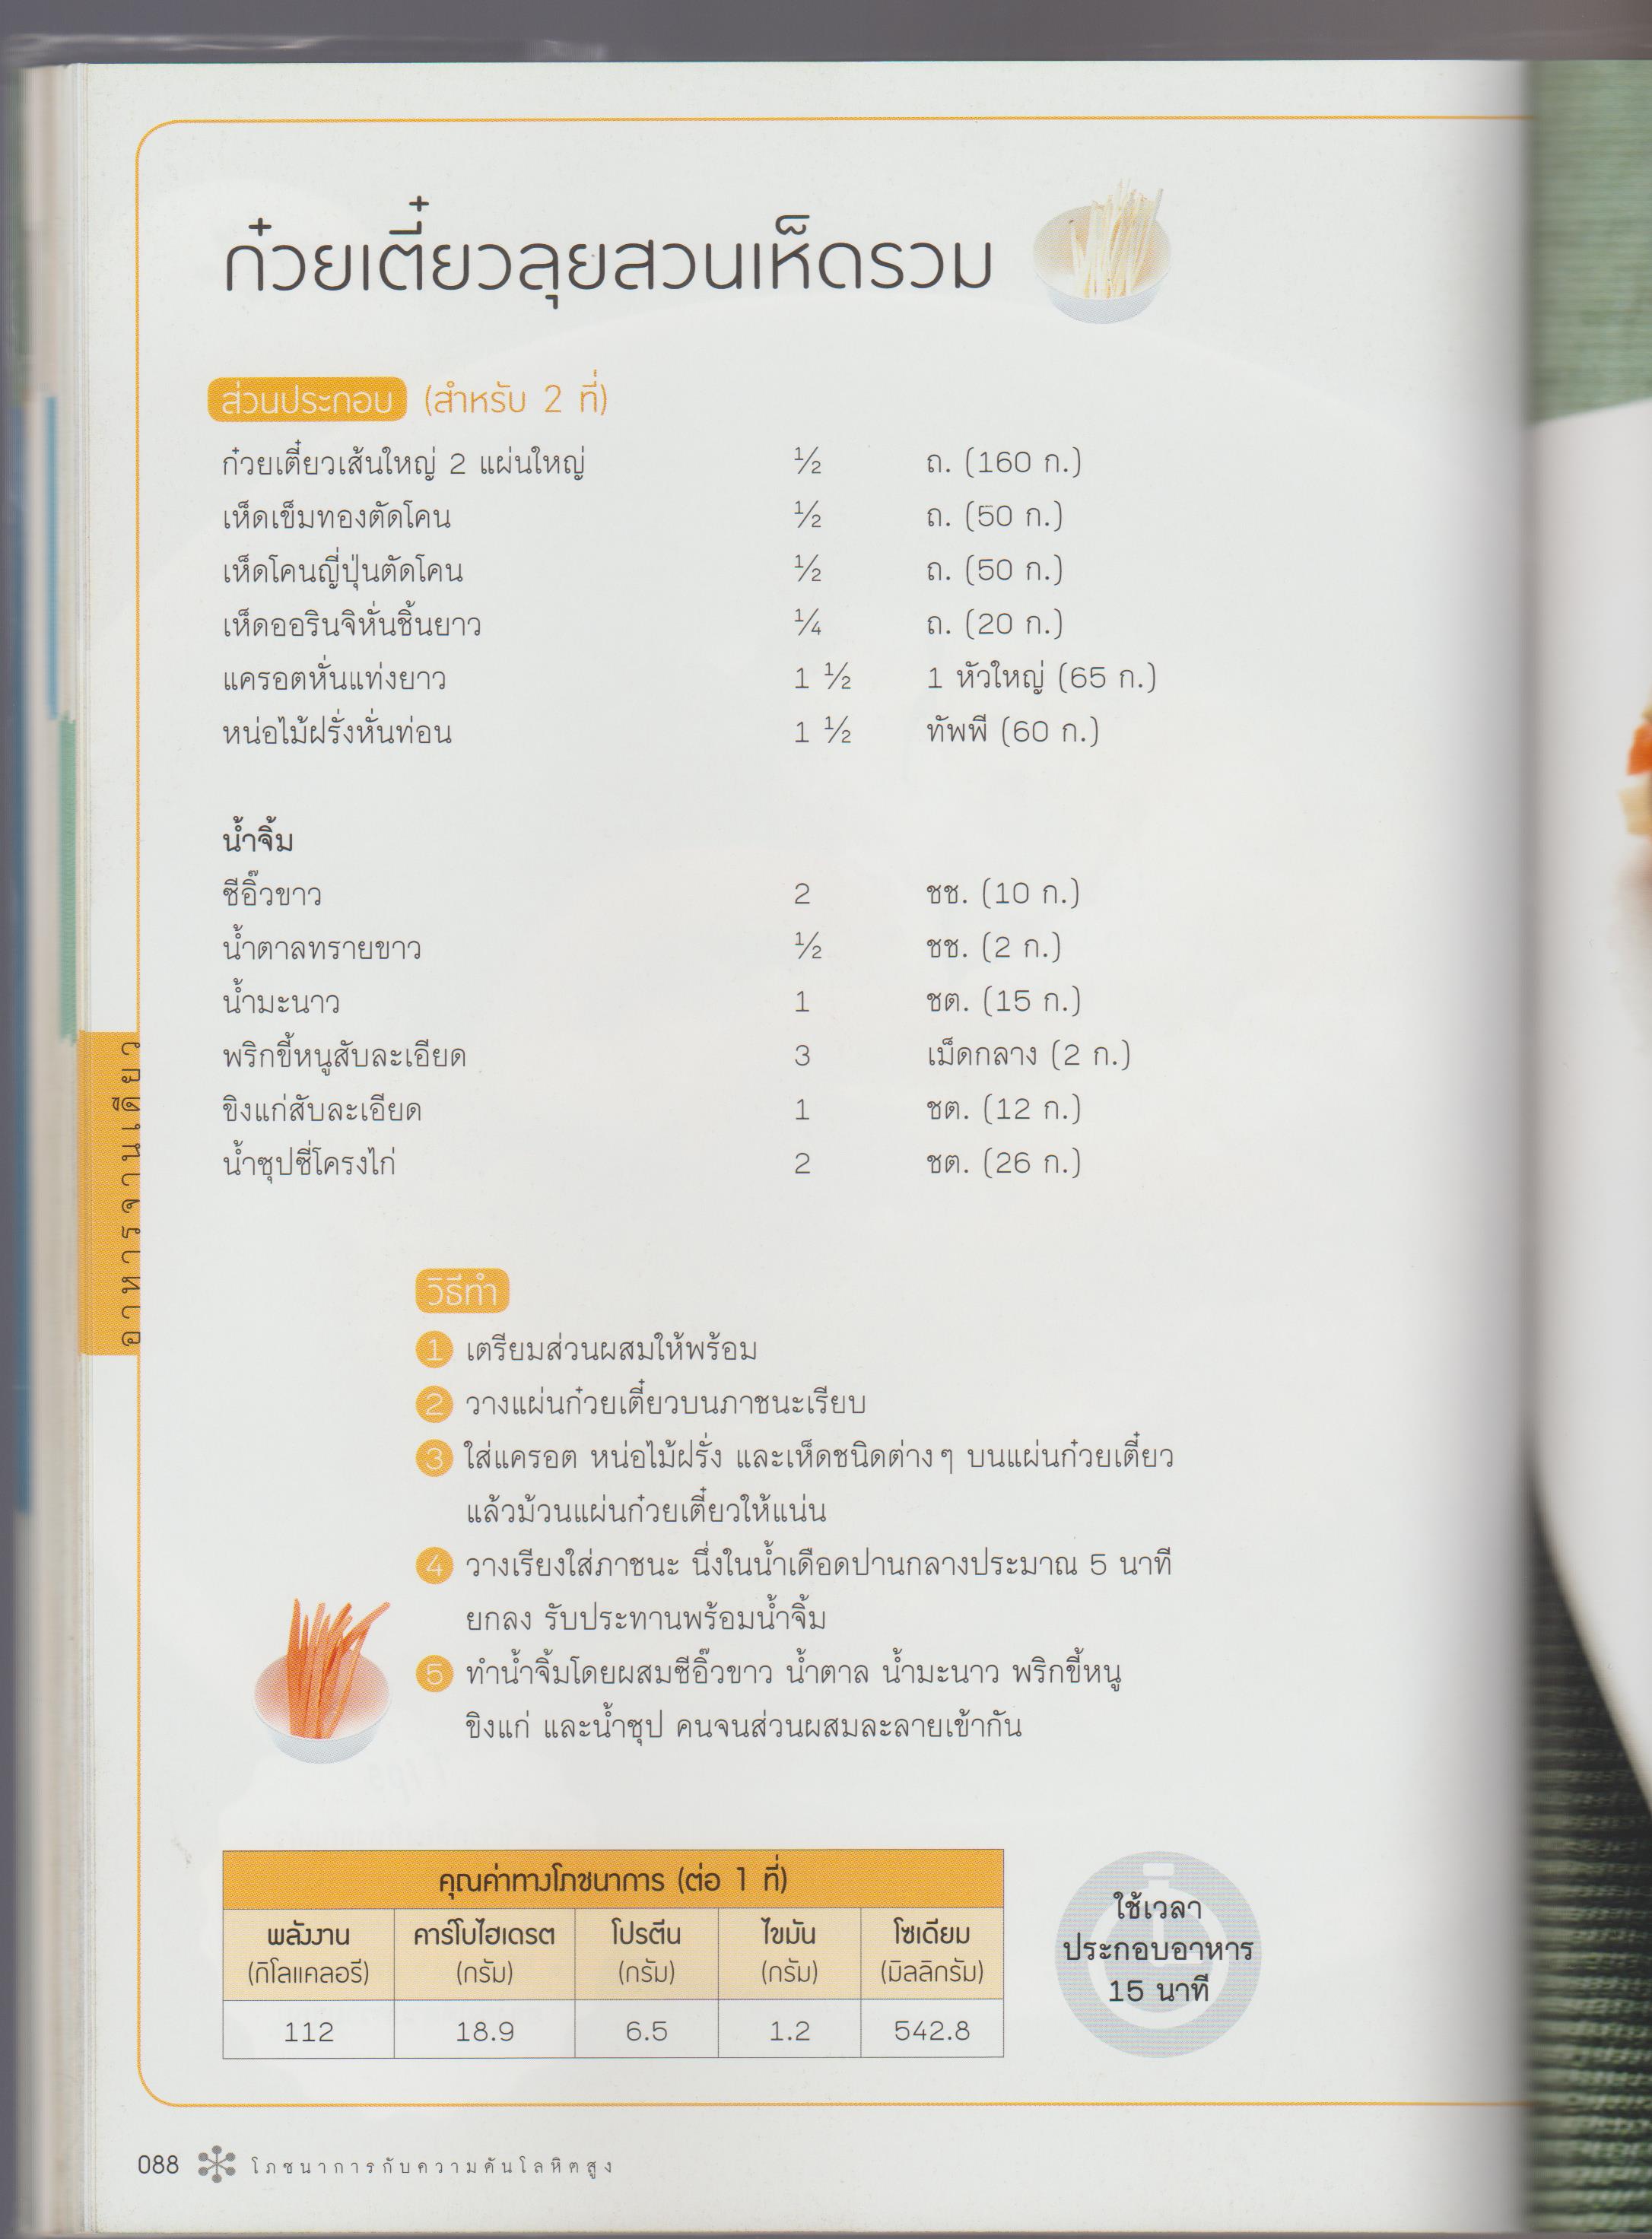 ก๋วยเตี๋ยวลุยสวนเห็ดรวม
ส่วนประกอบ (สำหรับ 2 ที่)
ก๋วยเตี๋ยวเส้นใหญ่ 2 แผ่นใหญ่ ½ ถ. (160 ก.)
เห็ดเข็มทองตัดโคน ½ ถ. (50 ก.)
เห็ดโคนญี่ปุ่นตัดโคน ½ ถ. (50 ก.)
เห็ดออรินจิหั่นชิ้นยาว ¼ ถ. (20 ก.)
แครอตหั่นแท่งยาว 1 ½ 1 หัวใหญ่ (65 ก.)
หน่อไม้ฝรั่งหั่นท่อน 1 ½ ทัพพี (60 ก.)
น้ำจิ้ม
ซีอิ๊วขาว 2 ชช. (10 ก.)
น้ำตาลทรายขาว ½ ชช. (2 ก.)
น้ำมะนาว 1 ชต. (15 ก.)
พริกขี้หนูสับละเอียด 3 เม็ดกลาง (2 ก.)
ขิงแก่สับละเอียด 1 ชต. (12 ก.)
น้ำซุปซี่โครงไก่ 2 ชต. (26 ก.)
อาหารจานเดียว
วิธีทำ
1 เตรียมส่วนผสมให้พร้อม
2 วางแผ่นก๋วยเตี๋ยวบนภาชนะเรียบ
3 ใส่แครอต หน่อไม้ฝรั่ง และเห็ดชนิดต่างๆ บนแผ่นก๋วยเตี๋ยว
แล้วม้วนแผ่นก๋วยเตี๋ยวให้แน่น
4 วางเรียงใส่ภาชนะ นึ่งในน้ำเดือดปานกลางประมาณ 5 นาที
ยกลง รับประทานพร้อมน้ำจิ้ม
5 ทำน้ำจิ้มโดยผสมซีอิ๊วขาว น้ำตาล น้ำมะนาว พริกขี้หนู
ขิงแก่ และน้ำซุป คนจนส่วนผสมละลายเข้ากัน
คุณค่าทางโภชนาการ (ต่อ 1 ที่)
พลังงาน คาร์โบไฮเดรต โปรตีน ไขมัน โซเดียม
(กิโลแคลอรี) (กรัม) (กรัม) (กรัม) (มิลลิกรัม)
112 18.9 6.5 1.2 542.8
ใช้เวลา
ประกอบอาหาร
15 นาที
088 โภชนาการกับความดันโลหิตสูง